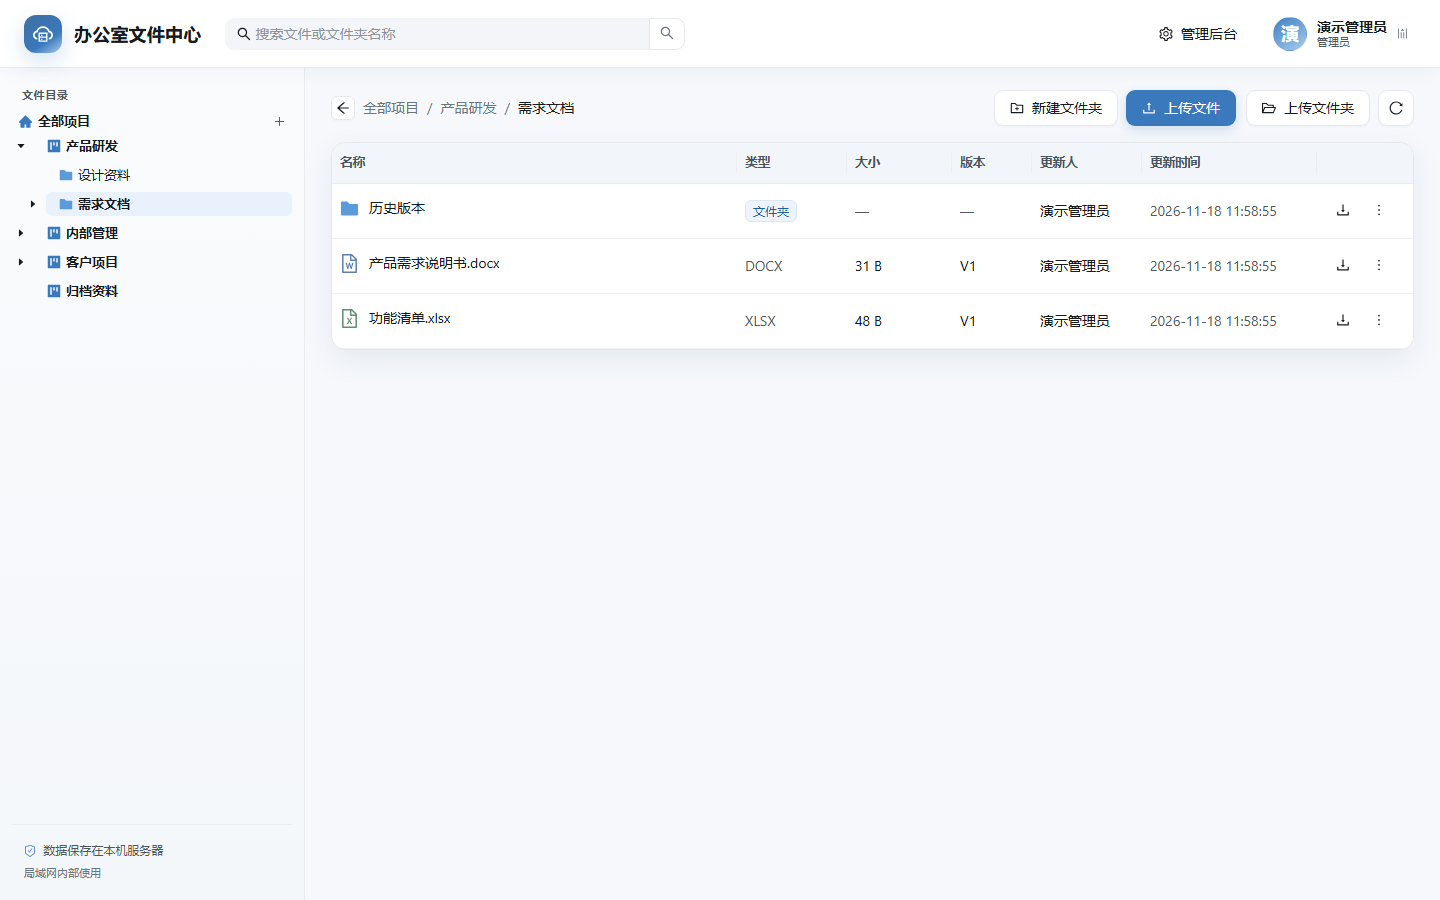 办公室文件中心
搜索文件或文件夹名称
管理后台
演
演示管理员
管理员
文件目录
全部项目
产品研发
设计资料
需求文档
内部管理
客户项目
归档资料
数据保存在本机服务器
局域网内部使用
全部项目 / 产品研发 / 需求文档
新建文件夹 上传文件 上传文件夹
名称 类型 大小 版本 更新人 更新时间
历史版本 文件夹 — — 演示管理员 2026-11-18 11:58:55
产品需求说明书.docx DOCX 31 B V1 演示管理员 2026-11-18 11:58:55
功能清单.xlsx XLSX 48 B V1 演示管理员 2026-11-18 11:58:55